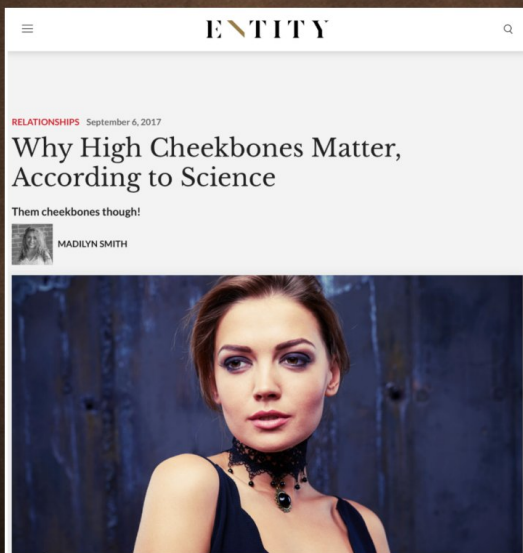 ENTITY
RELATIONSHIPS September 6, 2017
Why High Cheekbones Matter,
According to Science
Them cheekbones though!
MADILYN SMITH